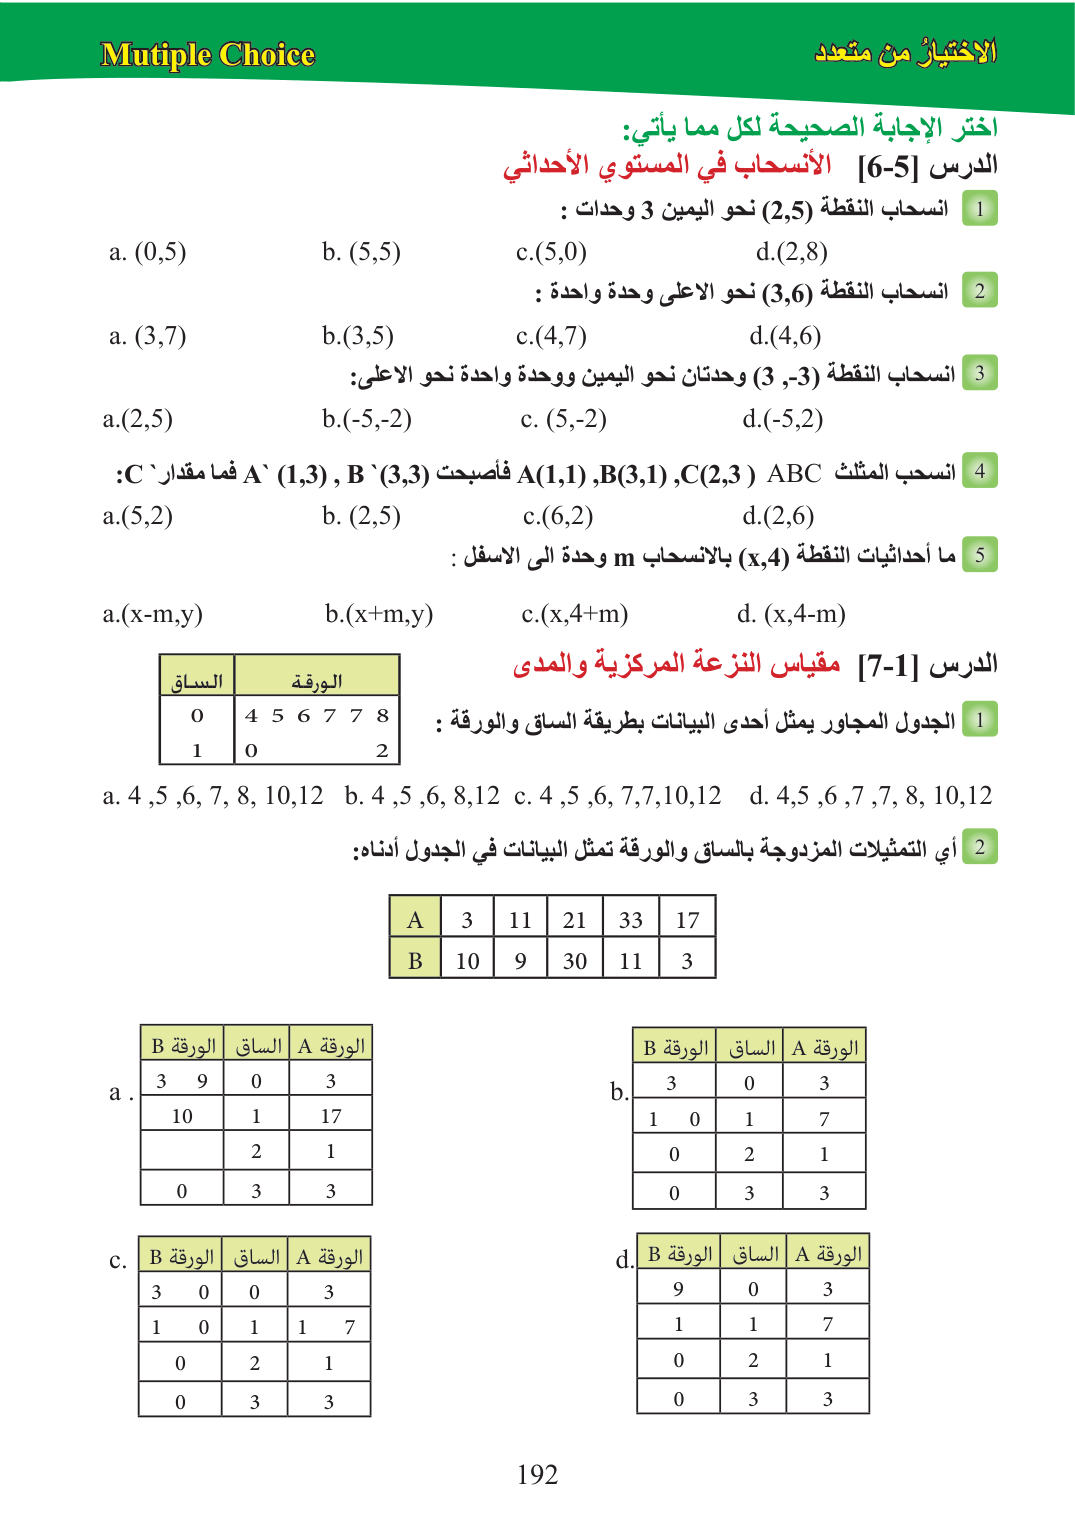 الاختيارُ من متعدد
Mutiple Choice
اختر الإجابة الصحيحة لكل مما يأتي:
الدرس [5-6] الأنسحاب في المستوي الأحداثي
1 انسحاب النقطة (2,5) نحو اليمين 3 وحدات :
a. (0,5) b. (5,5) c.(5,0) d.(2,8)
2 انسحاب النقطة (3,6) نحو الاعلى وحدة واحدة :
a. (3,7) b.(3,5) c.(4,7) d.(4,6)
3 انسحاب النقطة (3 ,-3) وحدتان نحو اليمين ووحدة واحدة نحو الاعلى:
a.(2,5) b.(-5,-2) c. (5,-2) d.(-5,2)
4 انسحب المثلث ABC A(1,1) ,B(3,1) ,C(2,3 ) فأصبحت A` (1,3) , B `(3,3) فما مقدار C `:
a.(5,2) b. (2,5) c.(6,2) d.(2,6)
5 ما أحداثيات النقطة (x,4) بالانسحاب m وحدة الى الاسفل :
a.(x-m,y) b.(x+m,y) c.(x,4+m) d. (x,4-m)
الدرس [7-1] مقياس النزعة المركزية والمدى
1 الجدول المجاور يمثل أحدى البيانات بطريقة الساق والورقة :
الساق الورقة
0 4 5 6 7 7 8
1 0 2
a. 4 ,5 ,6, 7, 8, 10,12 b. 4 ,5 ,6, 8,12 c. 4 ,5 ,6, 7,7,10,12 d. 4,5 ,6 ,7 ,7, 8, 10,12
2 أي التمثيلات المزدوجة بالساق والورقة تمثل البيانات في الجدول أدناه:
A 3 11 21 33 17
B 10 9 30 11 3
a .
الورقة B الساق الورقة A
3 9 0 3
10 1 17
2 1
0 3 3
b.
الورقة B الساق الورقة A
3 0 3
1 0 1 7
0 2 1
0 3 3
c.
الورقة B الساق الورقة A
3 0 0 3
1 0 1 1 7
0 2 1
0 3 3
d.
الورقة B الساق الورقة A
9 0 3
1 1 7
0 2 1
0 3 3
192